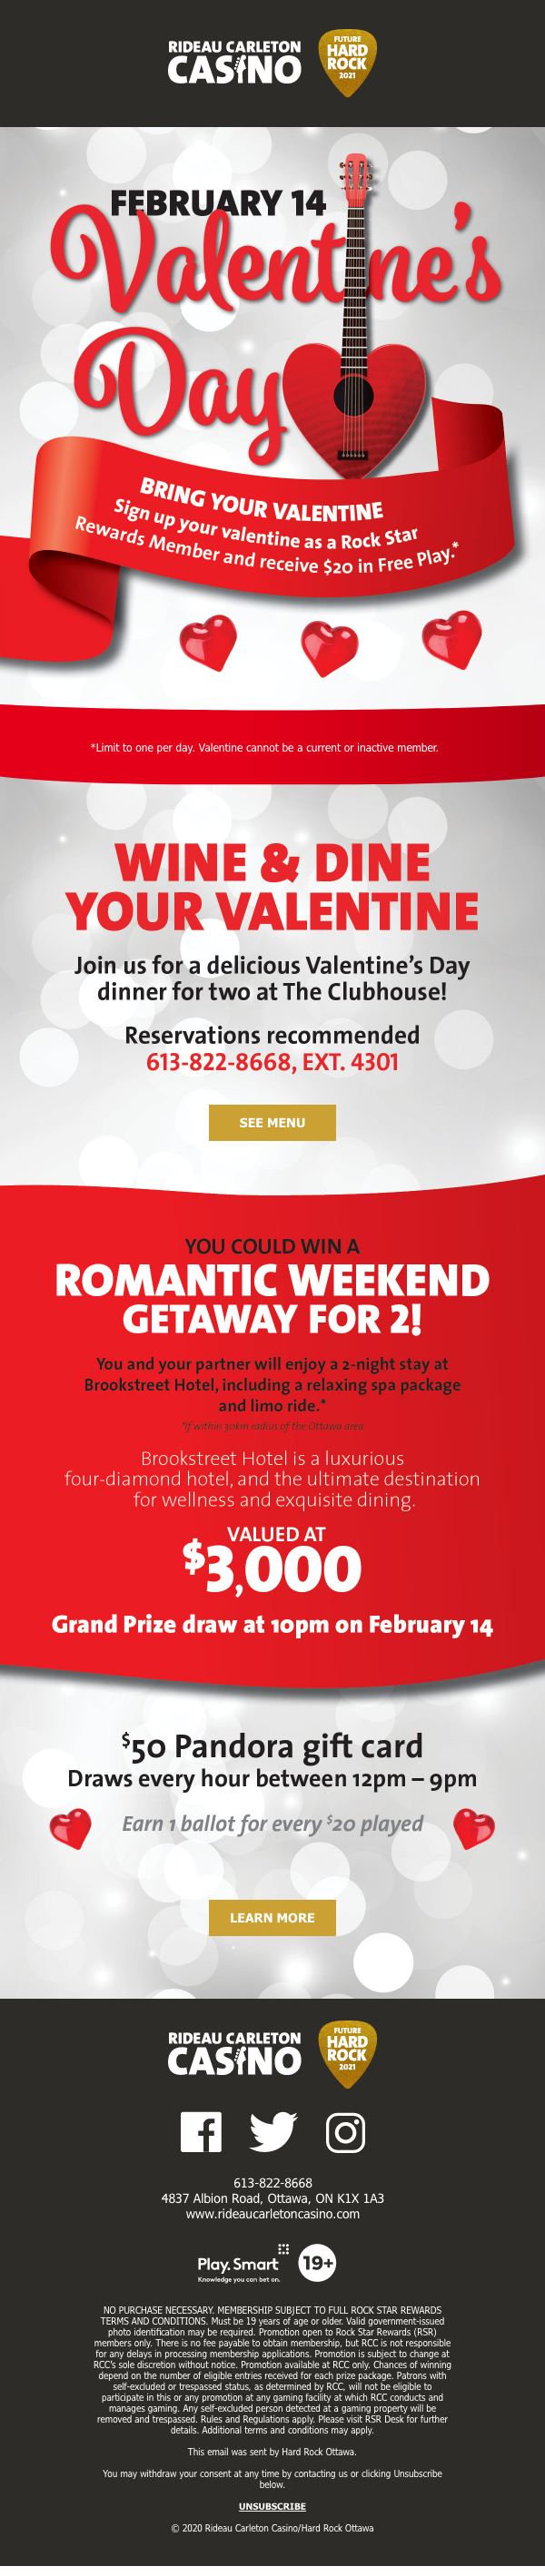 RIDEAU CARLETON
CASINO
FUTURE
HARD
ROCK
2021
FEBRUARY 14
Valentine's
Day
BRING YOUR VALENTINE
Sign up your valentine as a Rock Star
Rewards Member and receive $20 in Free Play.*
*Limit to one per day. Valentine cannot be a current or inactive member.
WINE & DINE
YOUR VALENTINE
Join us for a delicious Valentine's Day
dinner for two at The Clubhouse!
Reservations recommended
613-822-8668, EXT. 4301
SEE MENU
YOU COULD WIN A
ROMANTIC WEEKEND
GETAWAY FOR 2!
You and your partner will enjoy a 2-night stay at
Brookstreet Hotel, including a relaxing spa package
and limo ride.*
*If within 30km radius of the Ottawa area
Brookstreet Hotel is a luxurious
four-diamond hotel, and the ultimate destination
for wellness and exquisite dining.
VALUED AT
$3,000
Grand Prize draw at 10pm on February 14
$50 Pandora gift card
Draws every hour between 12pm – 9pm
Earn 1 ballot for every $20 played
LEARN MORE
RIDEAU CARLETON
CASINO
FUTURE
HARD
ROCK
2021
613-822-8668
4837 Albion Road, Ottawa, ON K1X 1A3
www.rideaucarletoncasino.com
Play. Smart
Knowledge you can bet on.
19+
NO PURCHASE NECESSARY. MEMBERSHIP SUBJECT TO FULL ROCK STAR REWARDS
TERMS AND CONDITIONS. Must be 19 years of age or older. Valid government-issued
photo identification may be required. Promotion open to Rock Star Rewards (RSR)
members only. There is no fee payable to obtain membership, but RCC is not responsible
for any delays in processing membership applications. Promotion is subject to change at
RCC's sole discretion without notice. Promotion available at RCC only. Chances of winning
depend on the number of eligible entries received for each prize package. Patrons with
self-excluded or trespassed status, as determined by RCC, will not be eligible to
participate in this or any promotion at any gaming facility at which RCC conducts and
manages gaming. Any self-excluded person detected at a gaming property will be
removed and trespassed. Rules and Regulations apply. Please visit RSR Desk for further
details. Additional terms and conditions may apply.
This email was sent by Hard Rock Ottawa.
You may withdraw your consent at any time by contacting us or clicking Unsubscribe
below.
UNSUBSCRIBE
© 2020 Rideau Carleton Casino/Hard Rock Ottawa